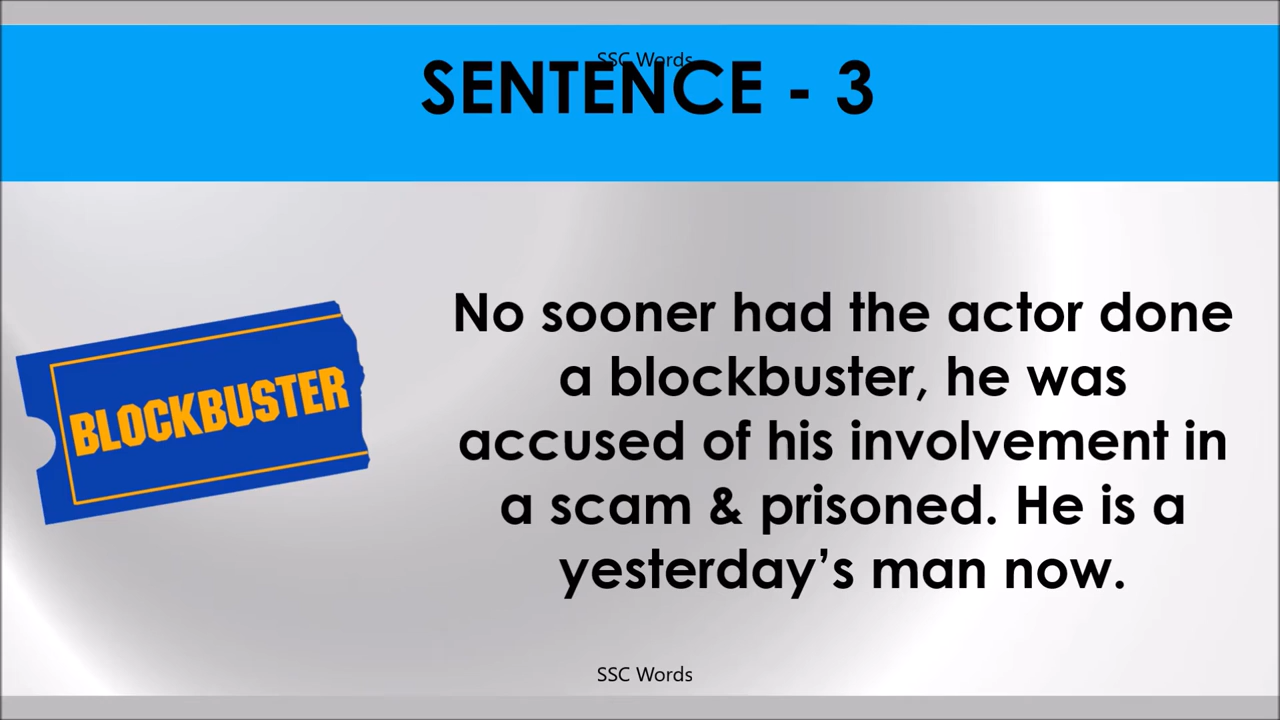 SSC Words
SENTENCE - 3
BLOCKBUSTER
No sooner had the actor done
a blockbuster, he was
accused of his involvement in
a scam & prisoned. He is a
yesterday’s man now.
SSC Words